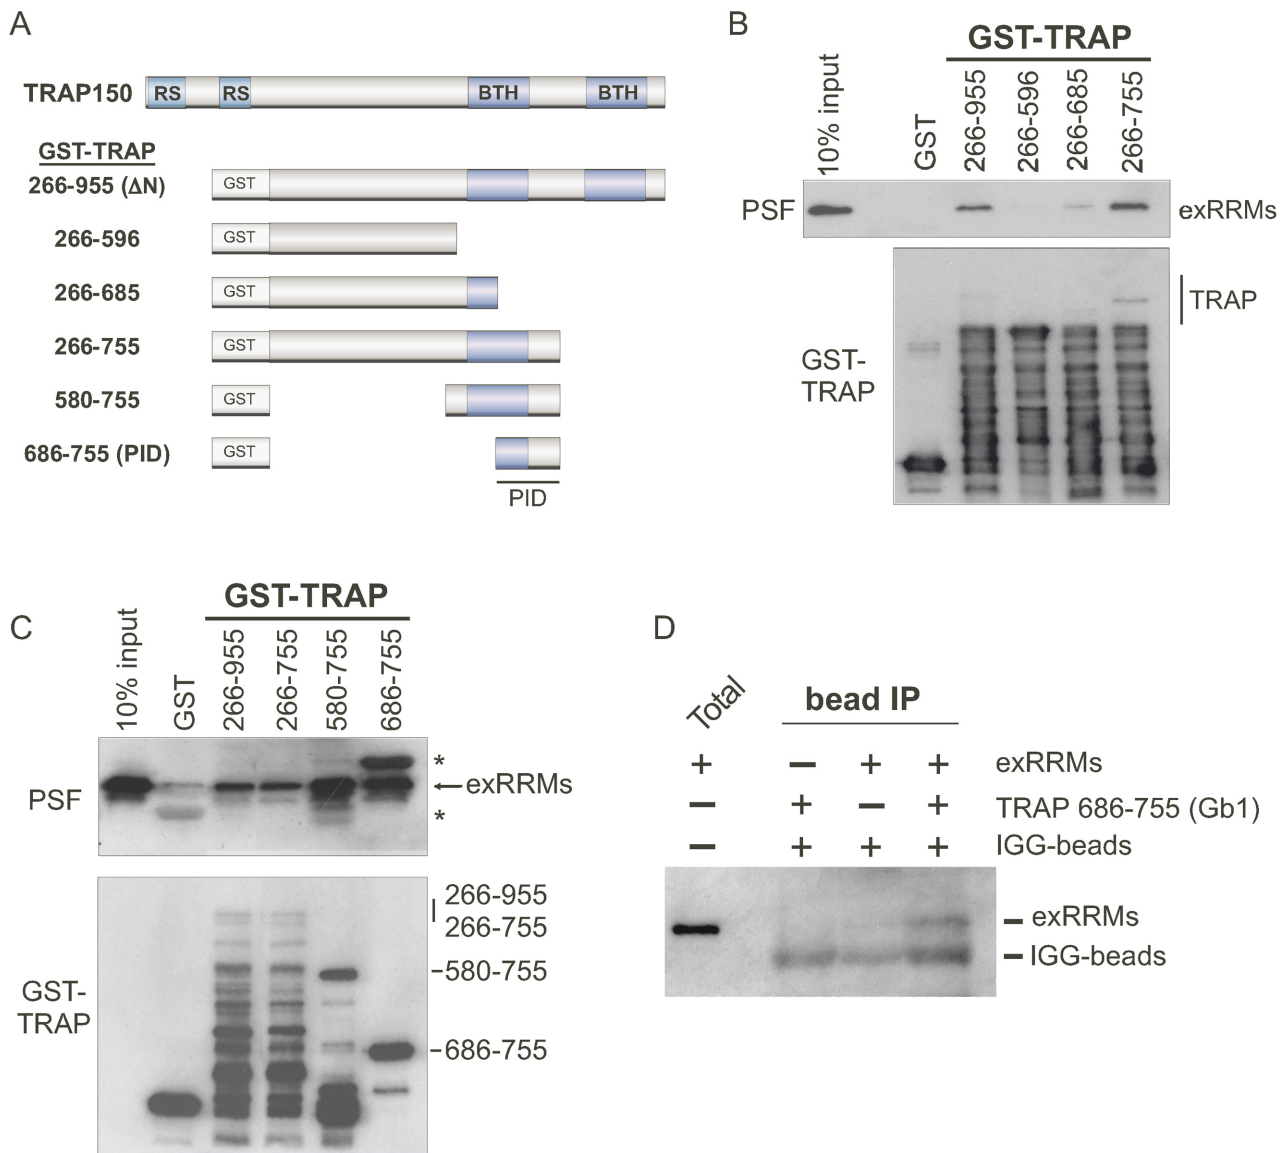 A
TRAP150
RS
RS
BTH
BTH
GST-TRAP
266-955 (ΔN)
GST
266-596
GST
266-685
GST
266-755
GST
580-755
GST
686-755 (PID)
GST
PID
B
GST-TRAP
10% input
GST
266-955
266-596
266-685
266-755
PSF
exRRMs
TRAP
GST-
TRAP
C
GST-TRAP
10% input
GST
266-955
266-755
580-755
686-755
PSF
*
exRRMs
*
GST-
TRAP
266-955
266-755
580-755
686-755
D
Total
bead IP
+ − + + exRRMs
− + − + TRAP 686-755 (Gb1)
− + + + IGG-beads
exRRMs
IGG-beads